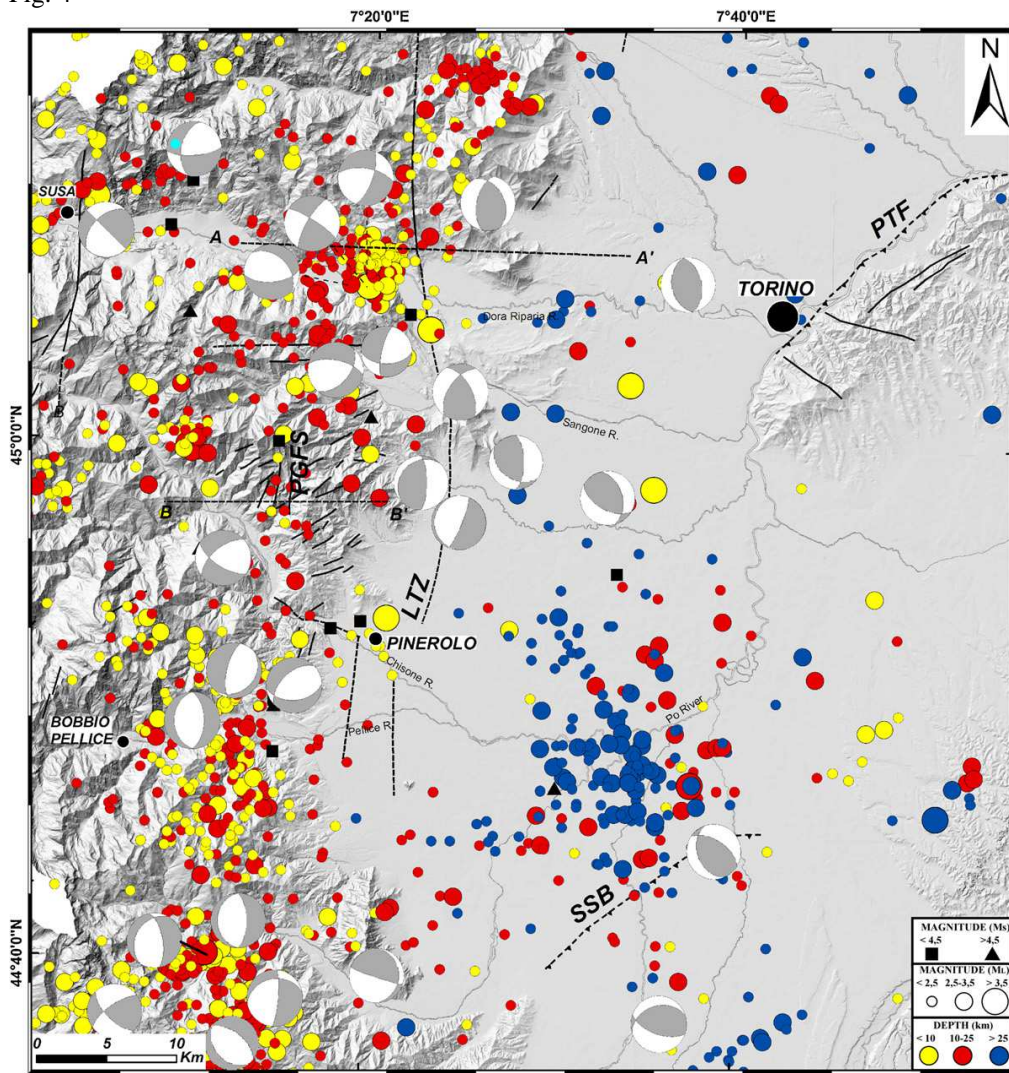 Fig. 4
7°20'0"E
7°40'0"E
N
SUSA
PTF
A
A'
TORINO
Dora Riparia R.
B
45°0'0"N
Sangone R.
PGFS
B
B'
LTZ
PINEROLO
Chisone R.
BOBBIO
PELLICE
Pellice R.
Po River
SSB
44°40'0"N
MAGNITUDE (Ms)
< 4,5 >4,5
MAGNITUDE (ML)
< 2,5 2,5-3,5 > 3,5
DEPTH (km)
< 10 10-25 > 25
0 5 10
Km